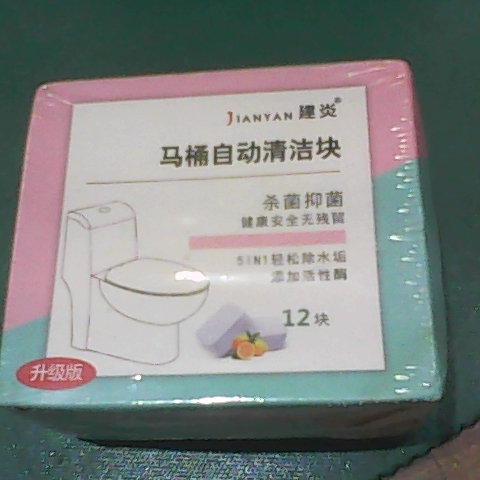 JIANYAN 建炎®
马桶自动清洁块
杀菌抑菌
健康安全无残留
5IN1轻松除水垢
添加活性酶
12块
升级版